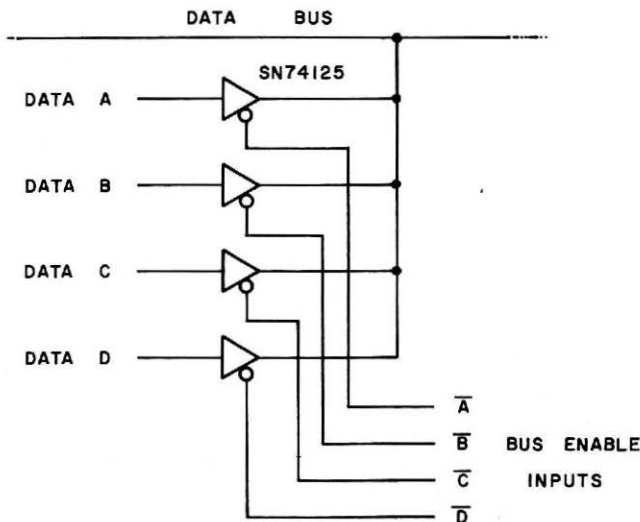 DATA BUS
SN74125
DATA A
DATA B
DATA C
DATA D
A̅
B̅ BUS ENABLE
C̅ INPUTS
D̅